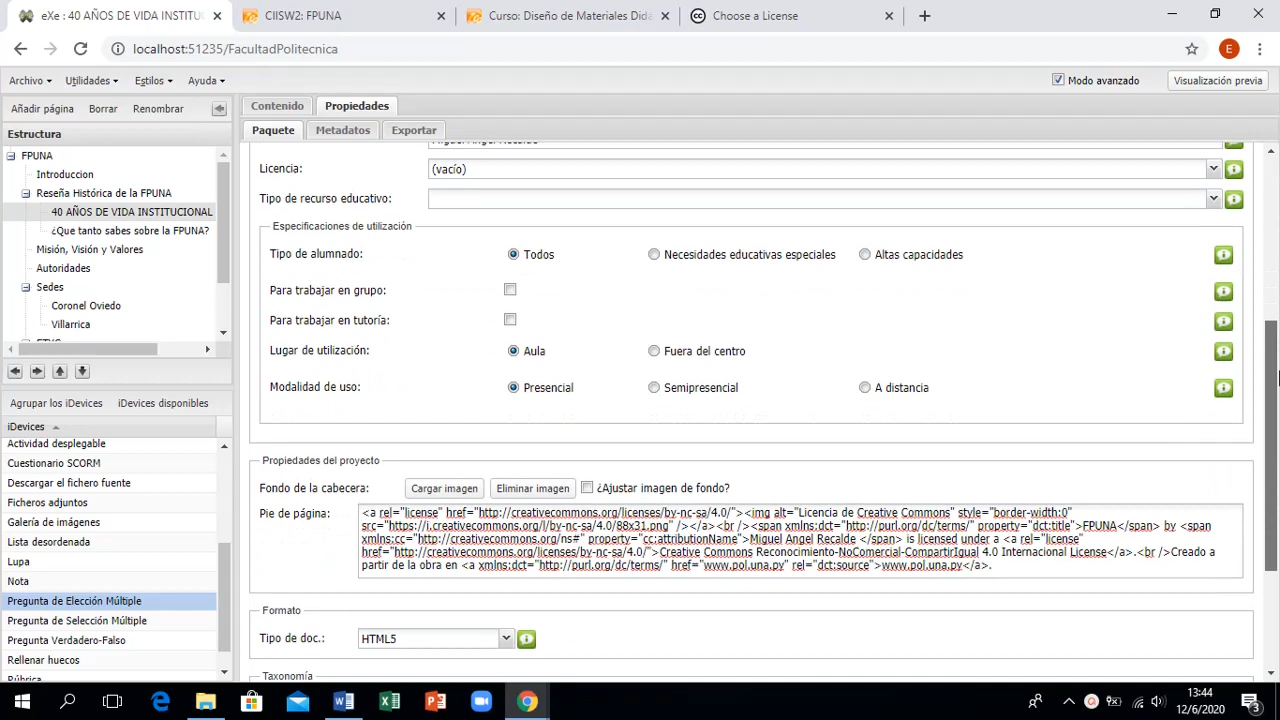 eXe : 40 AÑOS DE VIDA INSTITUC
CIISW2: FPUNA
Curso: Diseño de Materiales Didá
Choose a License
localhost:51235/FacultadPolitecnica
E
Archivo
Utilidades
Estilos
Ayuda
Modo avanzado
Visualización previa
Añadir página
Borrar
Renombrar
Contenido
Propiedades
Estructura
Paquete
Metadatos
Exportar
FPUNA
Introduccion
Reseña Histórica de la FPUNA
40 AÑOS DE VIDA INSTITUCIONAL
¿Que tanto sabes sobre la FPUNA?
Misión, Visión y Valores
Autoridades
Sedes
Coronel Oviedo
Villarrica
Licencia:
(vacío)
Tipo de recurso educativo:
Especificaciones de utilización
Tipo de alumnado:
Todos
Necesidades educativas especiales
Altas capacidades
Para trabajar en grupo:
Para trabajar en tutoría:
Lugar de utilización:
Aula
Fuera del centro
Modalidad de uso:
Presencial
Semipresencial
A distancia
Agrupar los iDevices
iDevices disponibles
iDevices
Actividad desplegable
Cuestionario SCORM
Descargar el fichero fuente
Ficheros adjuntos
Galería de imágenes
Lista desordenada
Lupa
Nota
Pregunta de Elección Múltiple
Pregunta de Selección Múltiple
Pregunta Verdadero-Falso
Rellenar huecos
Rúbrica
Propiedades del proyecto
Fondo de la cabecera:
Cargar imagen
Eliminar imagen
¿Ajustar imagen de fondo?
Pie de página:
<a rel="license" href="http://creativecommons.org/licenses/by-nc-sa/4.0/"><img alt="Licencia de Creative Commons" style="border-width:0"
src="https://i.creativecommons.org/l/by-nc-sa/4.0/88x31.png" /></a><br /><span xmlns:dct="http://purl.org/dc/terms/" property="dct:title">FPUNA</span> by <span
xmlns:cc="http://creativecommons.org/ns#" property="cc:attributionName">Miguel Angel Recalde </span> is licensed under a <a rel="license"
href="http://creativecommons.org/licenses/by-nc-sa/4.0/">Creative Commons Reconocimiento-NoComercial-CompartirIgual 4.0 Internacional License</a>.<br />Creado a
partir de la obra en <a xmlns:dct="http://purl.org/dc/terms/" href="www.pol.una.py" rel="dct:source">www.pol.una.py</a>.
Formato
Tipo de doc.:
HTML5
Taxonomía
13:44
12/6/2020
3